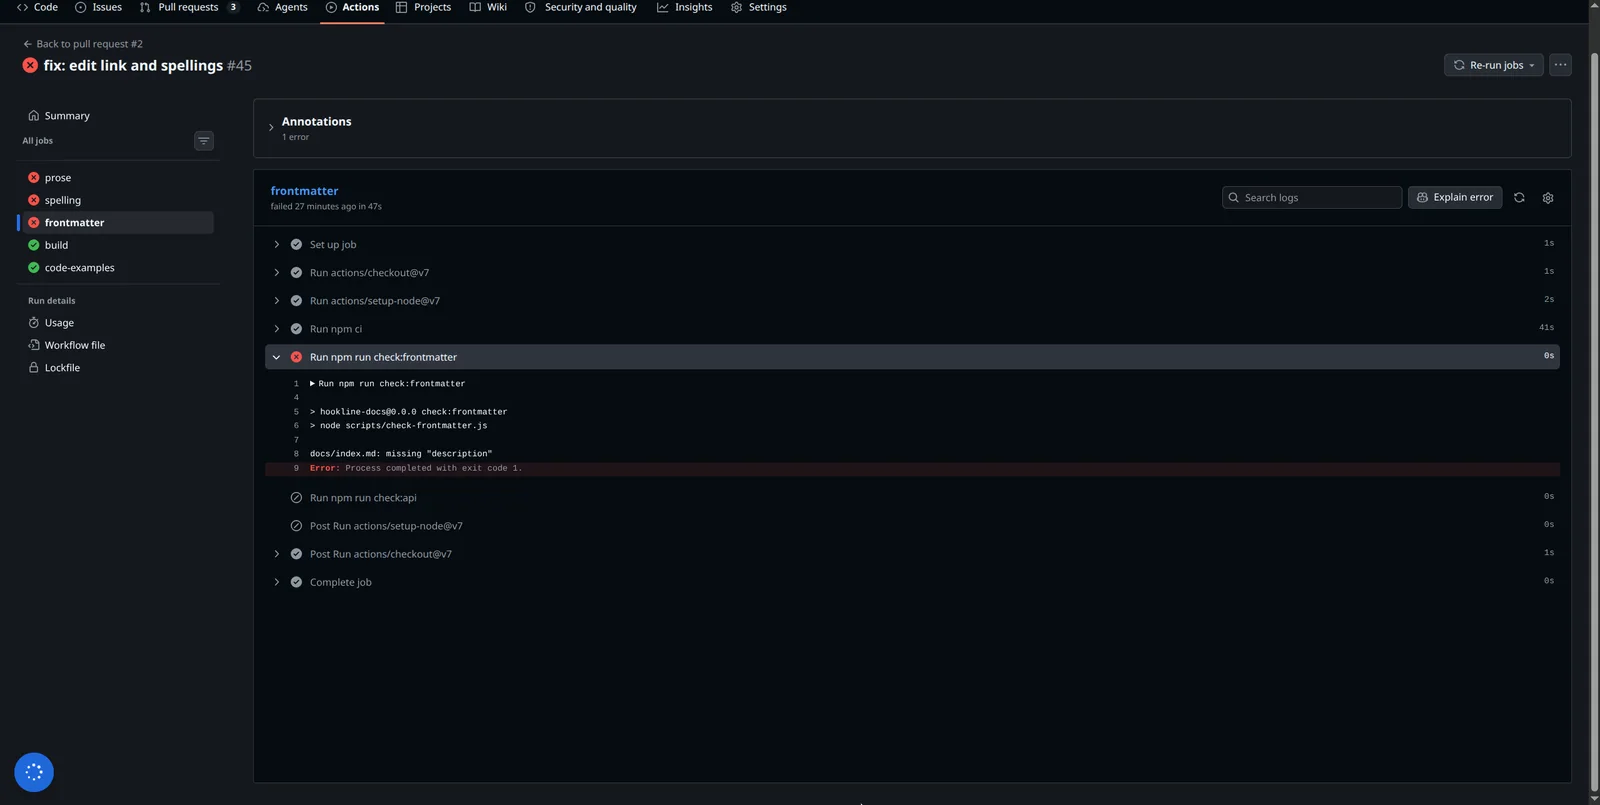 Code Issues Pull requests 3 Agents Actions Projects Wiki Security and quality Insights Settings
← Back to pull request #2
fix: edit link and spellings #45
Re-run jobs
Summary
All jobs
prose
spelling
frontmatter
build
code-examples
Run details
Usage
Workflow file
Lockfile
Annotations
1 error
frontmatter
failed 27 minutes ago in 47s
Search logs
Explain error
Set up job 1s
Run actions/checkout@v7 1s
Run actions/setup-node@v7 2s
Run npm ci 41s
Run npm run check:frontmatter 0s
1 ▶ Run npm run check:frontmatter
4
5 > hookline-docs@0.0.0 check:frontmatter
6 > node scripts/check-frontmatter.js
7
8 docs/index.md: missing "description"
9 Error: Process completed with exit code 1.
Run npm run check:api 0s
Post Run actions/setup-node@v7 0s
Post Run actions/checkout@v7 1s
Complete job 0s